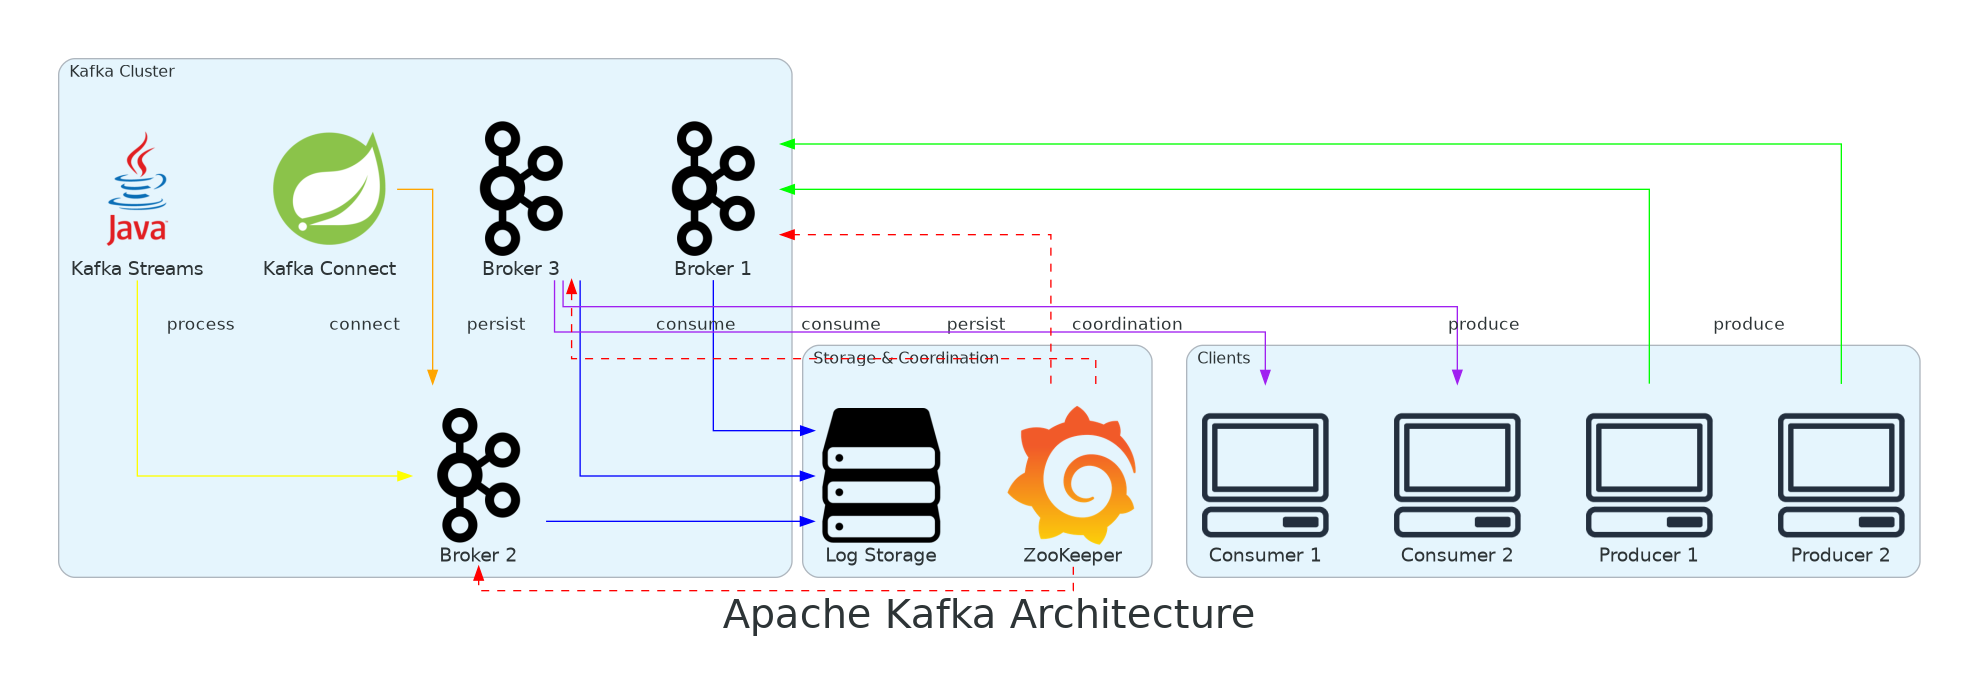 Kafka Cluster
Java
Kafka Streams
Kafka Connect
Broker 3
Broker 1
process
connect
persist
consume
consume
persist
coordination
produce
produce
Storage & Coordination
Clients
Broker 2
Log Storage
ZooKeeper
Consumer 1
Consumer 2
Producer 1
Producer 2
Apache Kafka Architecture